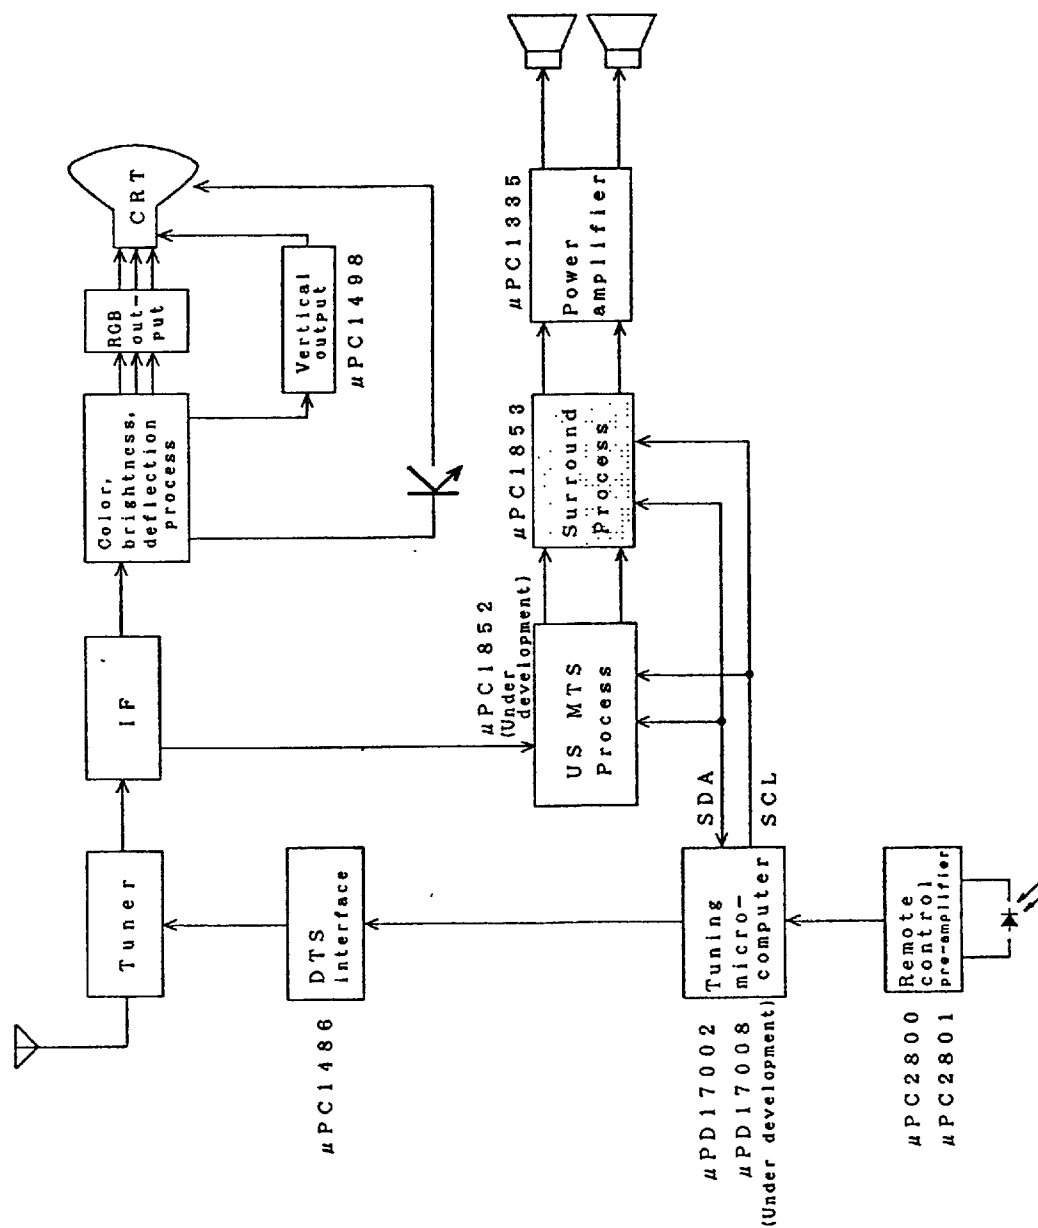 Tuner
IF
Color,
brightness,
deflection
process
RGB
out-
put
CRT
DTS
interface
μPC1486
Vertical
output
μPC1498
μPC1852
(Under
development)
US MTS
Process
μPC1853
Surround
Process
μPC1335
Power
amplifier
SDA
SCL
Tuning
micro-
computer
μPD17002
μPD17008
(Under development)
Remote
control
pre-amplifier
μPC2800
μPC2801